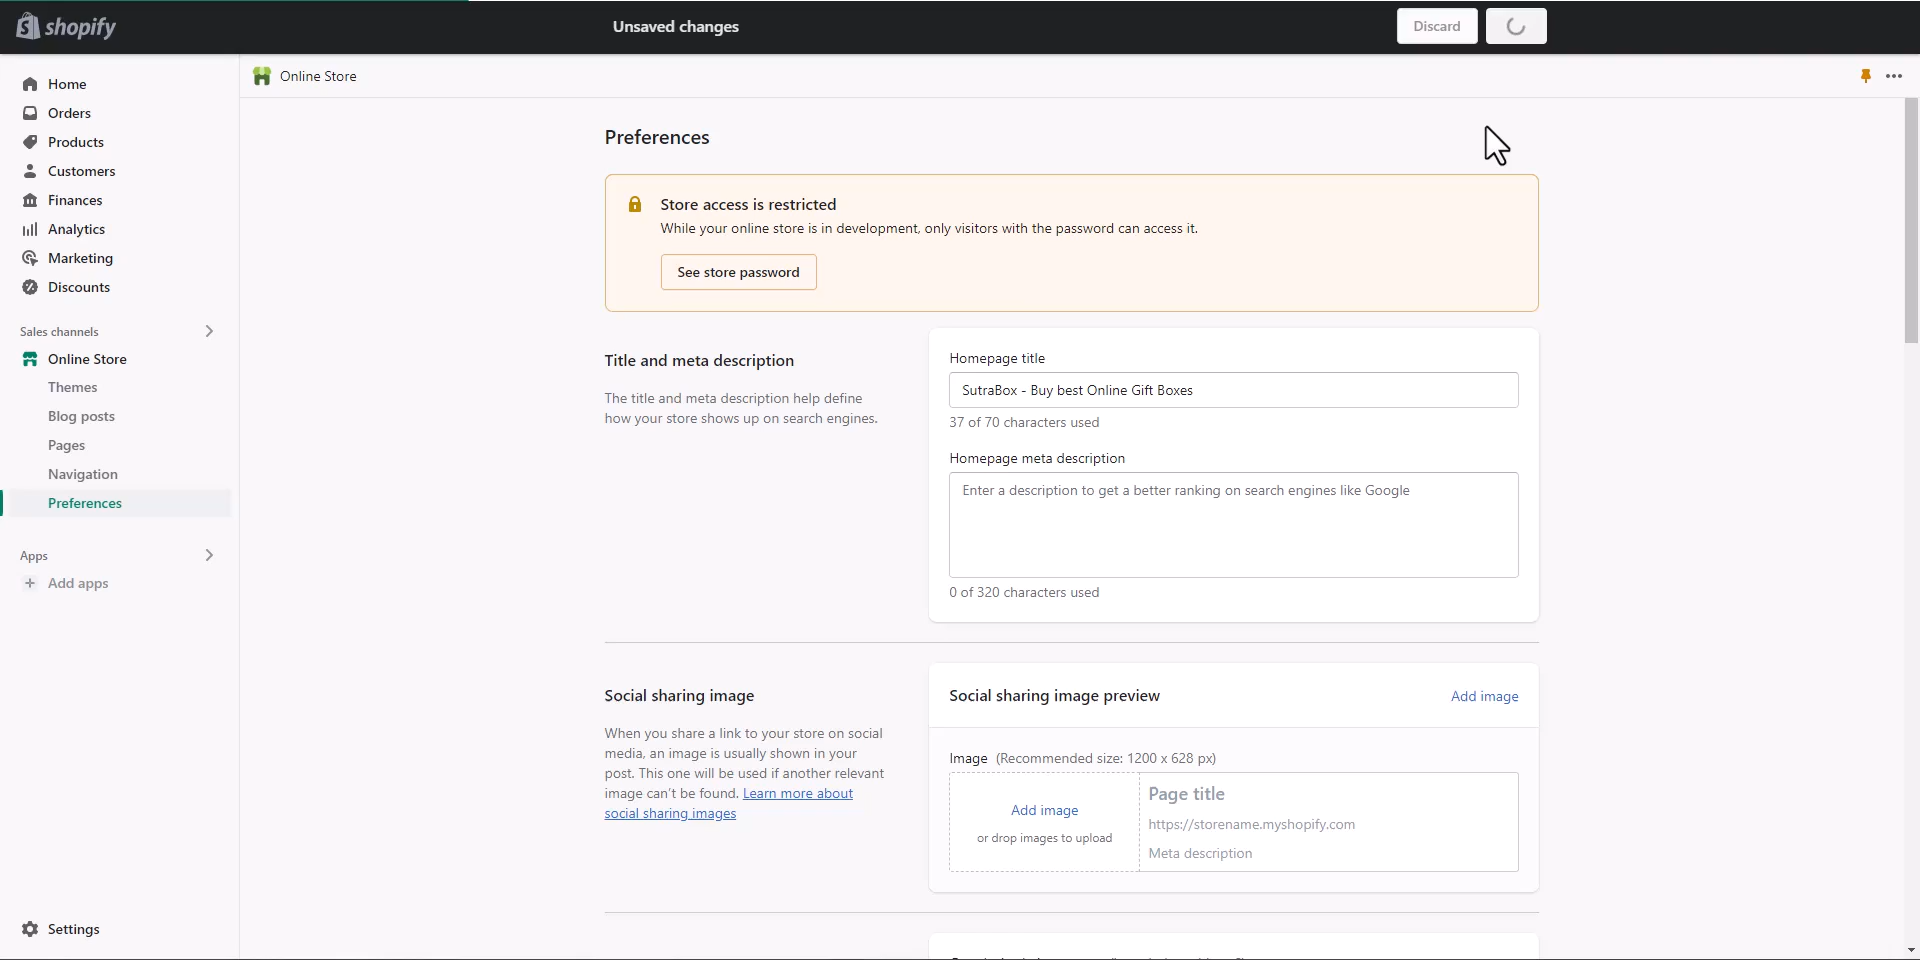 shopify
Unsaved changes
Discard
Home
Orders
Products
Customers
Finances
Analytics
Marketing
Discounts
Sales channels
Online Store
Themes
Blog posts
Pages
Navigation
Preferences
Apps
Add apps
Settings
Online Store
Preferences
Store access is restricted
While your online store is in development, only visitors with the password can access it.
See store password
Title and meta description
The title and meta description help define
how your store shows up on search engines.
Homepage title
SutraBox - Buy best Online Gift Boxes
37 of 70 characters used
Homepage meta description
Enter a description to get a better ranking on search engines like Google
0 of 320 characters used
Social sharing image
When you share a link to your store on social
media, an image is usually shown in your
post. This one will be used if another relevant
image can't be found. Learn more about
social sharing images
Social sharing image preview
Add image
Image (Recommended size: 1200 x 628 px)
Add image
or drop images to upload
Page title
https://storename.myshopify.com
Meta description